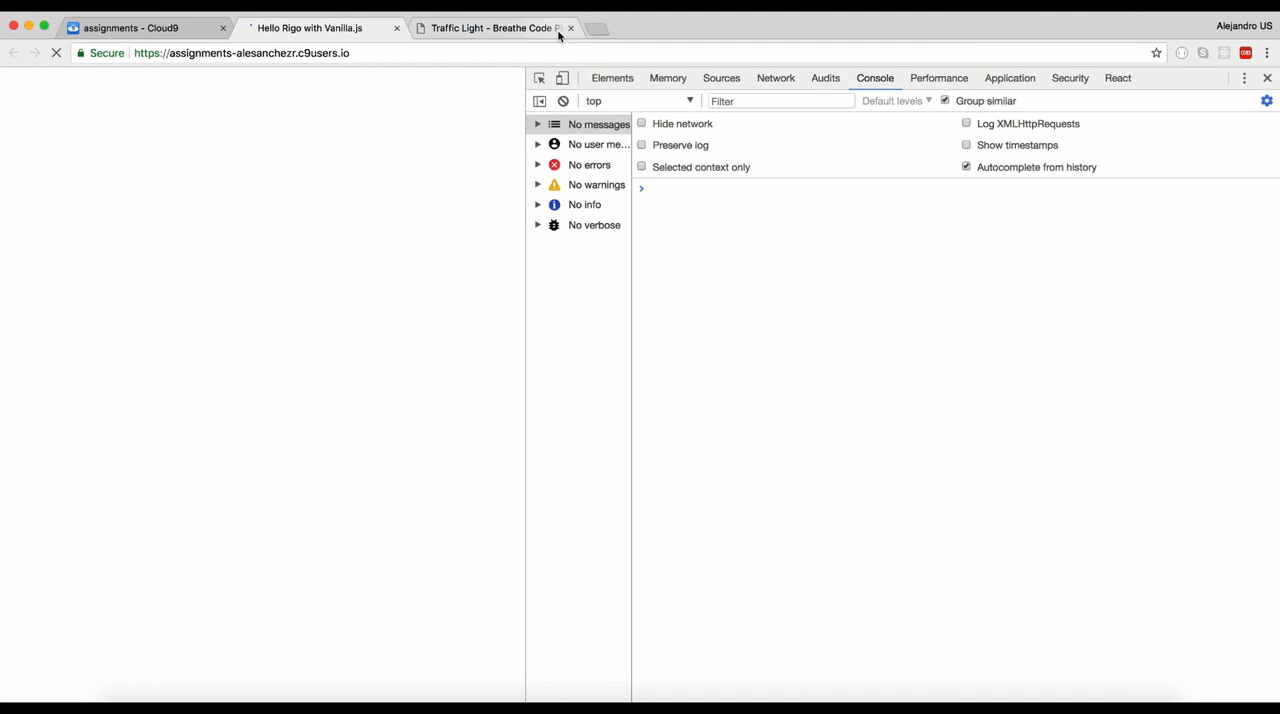 assignments - Cloud9
Hello Rigo with Vanilla.js
Traffic Light - Breathe Code
Alejandro US
Secure https://assignments-alesanchezr.c9users.io
Elements Memory Sources Network Audits Console Performance Application Security React
top Filter Default levels Group similar
No messages
No user me...
No errors
No warnings
No info
No verbose
Hide network Log XMLHttpRequests
Preserve log Show timestamps
Selected context only Autocomplete from history